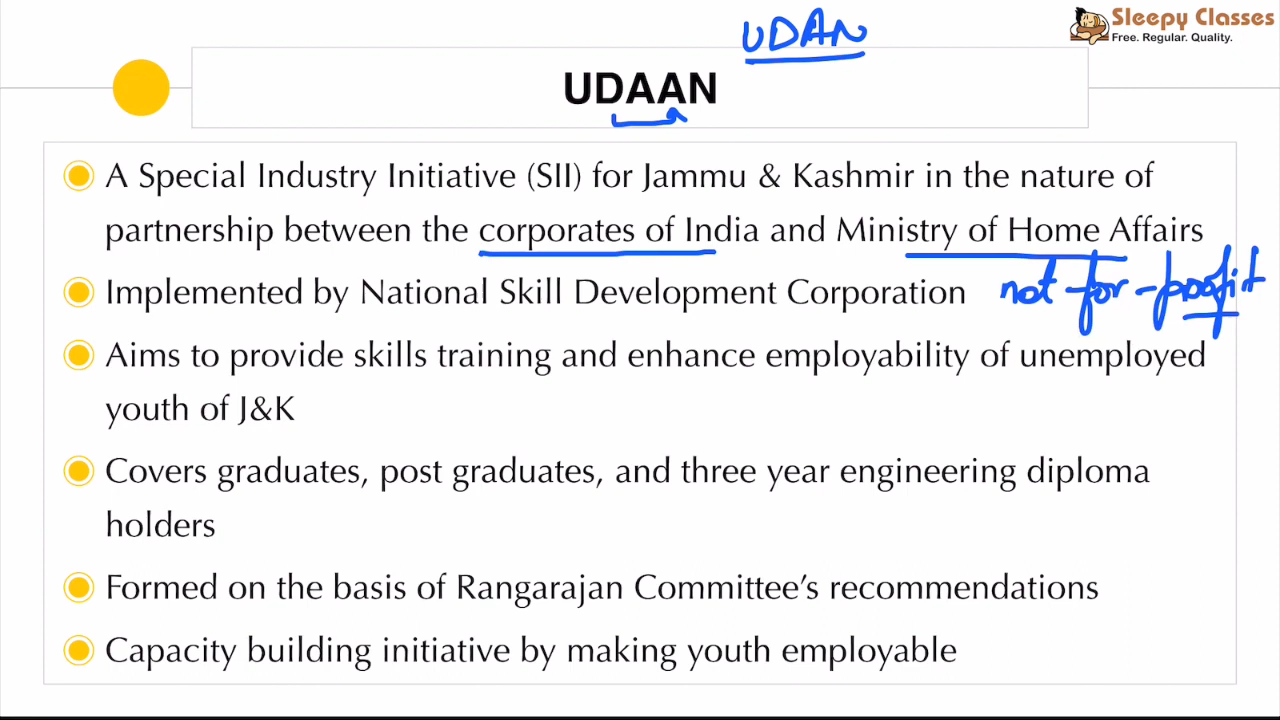 Sleepy Classes
Free. Regular. Quality.
UDAN
UDAAN
A Special Industry Initiative (SII) for Jammu & Kashmir in the nature of
partnership between the corporates of India and Ministry of Home Affairs
Implemented by National Skill Development Corporation not-for-profit
Aims to provide skills training and enhance employability of unemployed
youth of J&K
Covers graduates, post graduates, and three year engineering diploma
holders
Formed on the basis of Rangarajan Committee’s recommendations
Capacity building initiative by making youth employable